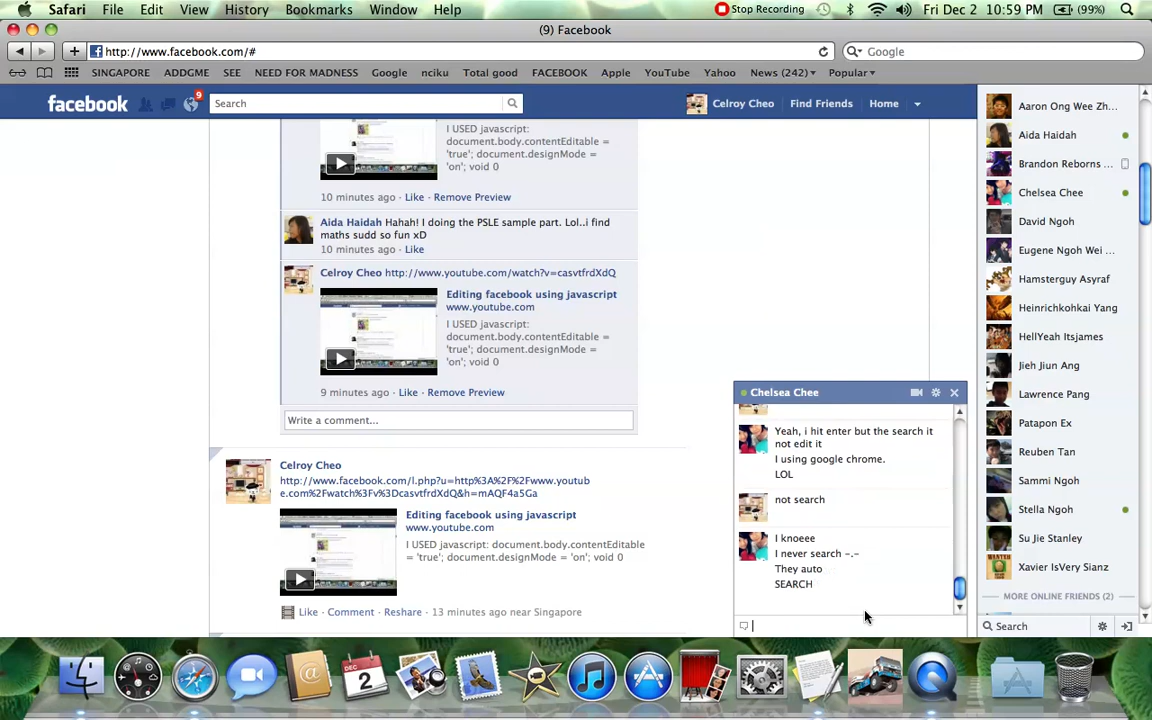 Safari File Edit View History Bookmarks Window Help Stop Recording Fri Dec 2 10:59 PM (99%)
(9) Facebook
http://www.facebook.com/# Google
SINGAPORE ADDGME SEE NEED FOR MADNESS Google nciku Total good FACEBOOK Apple YouTube Yahoo News (242) Popular
facebook 9 Search Celroy Cheo Find Friends Home
I USED javascript:
document.body.contentEditable =
'true'; document.designMode =
'on'; void 0
10 minutes ago · Like · Remove Preview
Aida Haidah Hahah! I doing the PSLE sample part. Lol..i find
maths sudd so fun xD
10 minutes ago · Like
Celroy Cheo http://www.youtube.com/watch?v=casvtfrdXdQ
Editing facebook using javascript
www.youtube.com
I USED javascript:
document.body.contentEditable =
'true'; document.designMode =
'on'; void 0
9 minutes ago · Like · Remove Preview
Write a comment...
Celroy Cheo
http://www.facebook.com/l.php?u=http%3A%2F%2Fwww.youtub
e.com%2Fwatch%3Fv%3DcasvtfrdXdQ&h=mAQF4a5Ga
Editing facebook using javascript
www.youtube.com
I USED javascript: document.body.contentEditable
= 'true'; document.designMode = 'on'; void 0
Like · Comment · Reshare · 13 minutes ago near Singapore
Chelsea Chee
Yeah, i hit enter but the search it
not edit it
I using google chrome.
LOL
not search
I knoeee
I never search -.-
They auto
SEARCH
Aaron Ong Wee Zh...
Aida Haidah
Brandon Reborns ...
Chelsea Chee
David Ngoh
Eugene Ngoh Wei ...
Hamsterguy Asyraf
Heinrichkohkai Yang
HellYeah Itsjames
Jieh Jiun Ang
Lawrence Pang
Patapon Ex
Reuben Tan
Sammi Ngoh
Stella Ngoh
Su Jie Stanley
Xavier IsVery Sianz
MORE ONLINE FRIENDS (2)
Search
DEC
2